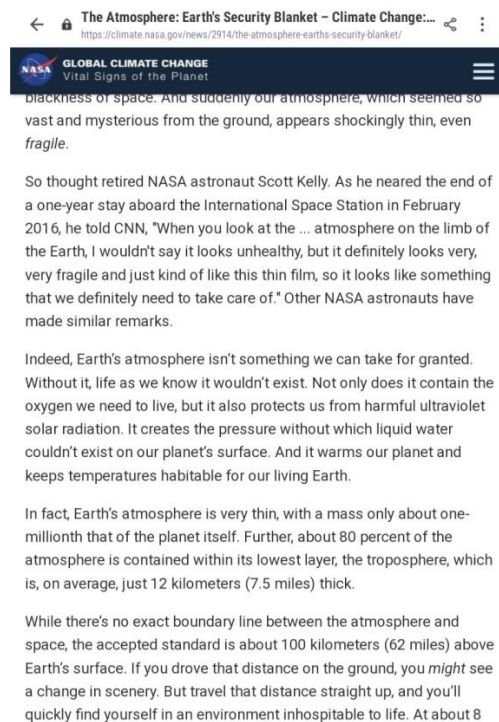 The Atmosphere: Earth's Security Blanket – Climate Change:...
https://climate.nasa.gov/news/2914/the-atmosphere-earths-security-blanket/
NASA
GLOBAL CLIMATE CHANGE
Vital Signs of the Planet
blackness of space. And suddenly our atmosphere, which seemed so
vast and mysterious from the ground, appears shockingly thin, even
fragile.
So thought retired NASA astronaut Scott Kelly. As he neared the end of
a one-year stay aboard the International Space Station in February
2016, he told CNN, "When you look at the ... atmosphere on the limb of
the Earth, I wouldn't say it looks unhealthy, but it definitely looks very,
very fragile and just kind of like this thin film, so it looks like something
that we definitely need to take care of." Other NASA astronauts have
made similar remarks.
Indeed, Earth's atmosphere isn't something we can take for granted.
Without it, life as we know it wouldn't exist. Not only does it contain the
oxygen we need to live, but it also protects us from harmful ultraviolet
solar radiation. It creates the pressure without which liquid water
couldn't exist on our planet's surface. And it warms our planet and
keeps temperatures habitable for our living Earth.
In fact, Earth's atmosphere is very thin, with a mass only about one-
millionth that of the planet itself. Further, about 80 percent of the
atmosphere is contained within its lowest layer, the troposphere, which
is, on average, just 12 kilometers (7.5 miles) thick.
While there's no exact boundary line between the atmosphere and
space, the accepted standard is about 100 kilometers (62 miles) above
Earth's surface. If you drove that distance on the ground, you might see
a change in scenery. But travel that distance straight up, and you'll
quickly find yourself in an environment inhospitable to life. At about 8